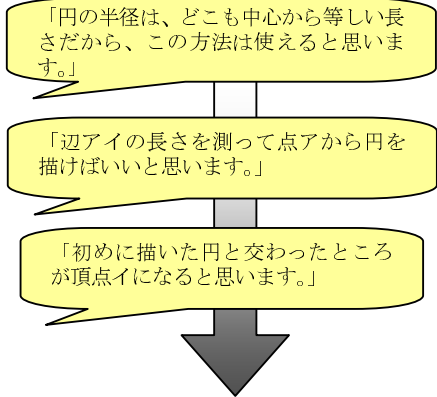 「円の半径は、どこも中心から等しい長
さだから、この方法は使えると思いま
す。」
「辺アイの長さを測って点アから円を
描けばいいと思います。」
「初めに描いた円と交わったところ
が頂点イになると思います。」